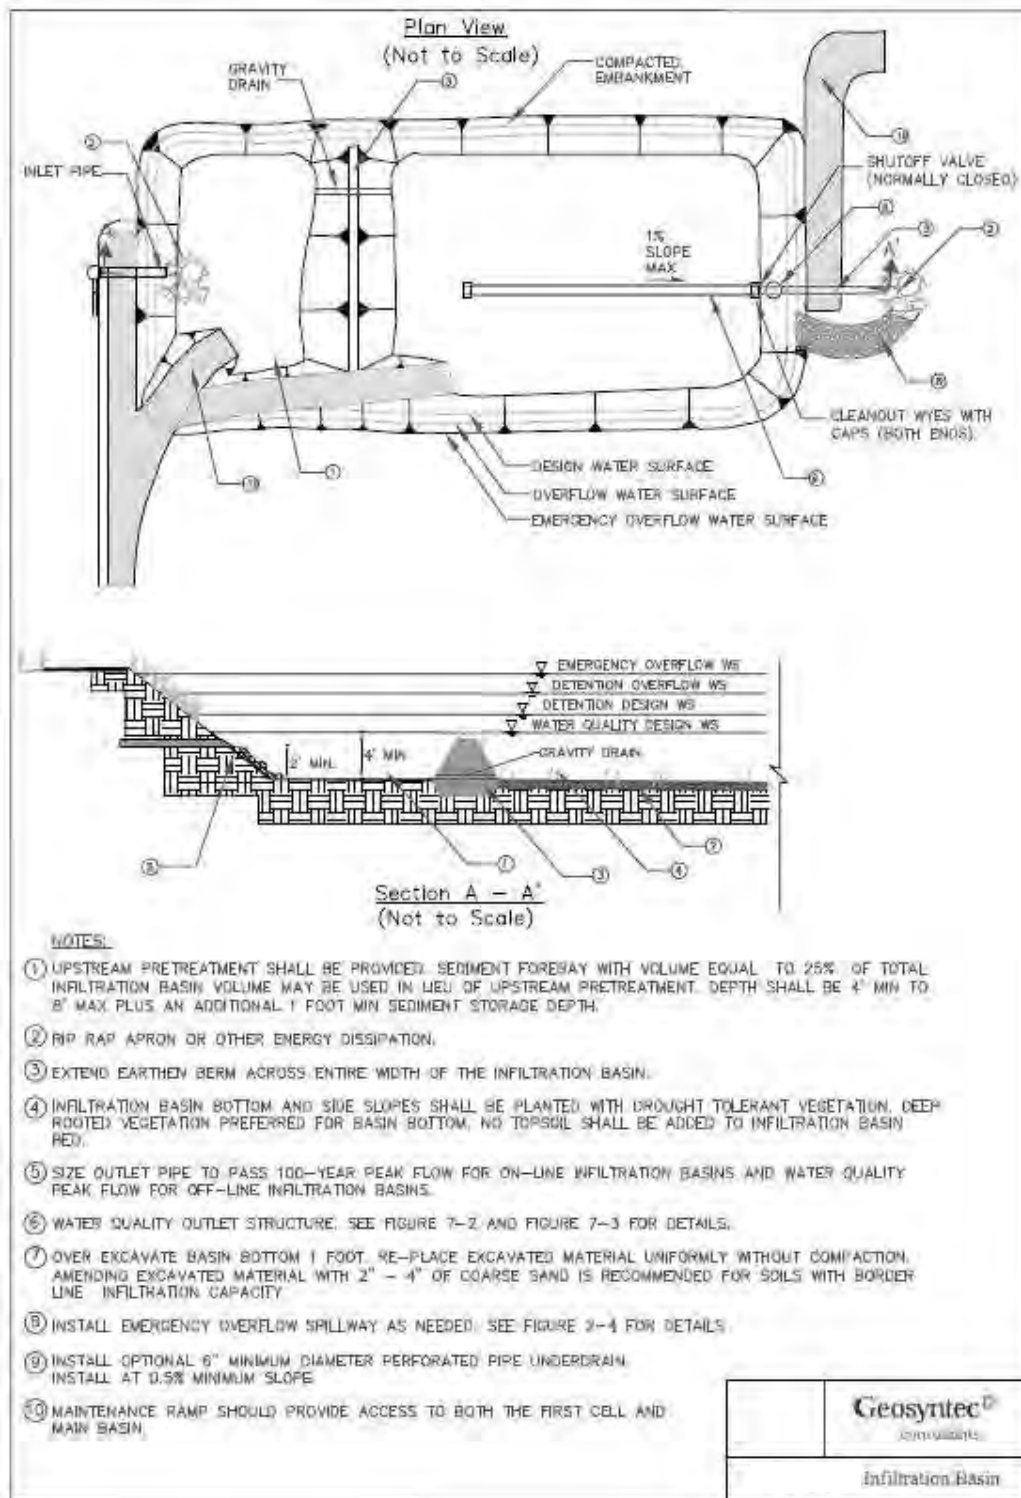 Plan View
(Not to Scale)
GRAVITY
DRAIN
3
COMPACTED
EMBANKMENT
2
INLET PIPE
10
SHUTOFF VALVE
(NORMALLY CLOSED)
3
2
A'
1%
SLOPE
MAX
8
CLEANOUT WYES WITH
CAPS (BOTH ENDS)
10
1
DESIGN WATER SURFACE
OVERFLOW WATER SURFACE
EMERGENCY OVERFLOW WATER SURFACE
EMERGENCY OVERFLOW WS
DETENTION OVERFLOW WS
DETENTION DESIGN WS
WATER QUALITY DESIGN WS
2' MIN.
4' MIN
GRAVITY DRAIN
1
3
4
7
Section A - A'
(Not to Scale)
NOTES:
1 UPSTREAM PRETREATMENT SHALL BE PROVIDED. SEDIMENT FOREBAY WITH VOLUME EQUAL TO 25% OF TOTAL
INFILTRATION BASIN VOLUME MAY BE USED IN LIEU OF UPSTREAM PRETREATMENT. DEPTH SHALL BE 4' MIN TO
8' MAX PLUS AN ADDITIONAL 1 FOOT MIN SEDIMENT STORAGE DEPTH.
2 RIP RAP APRON OR OTHER ENERGY DISSIPATION.
3 EXTEND EARTHEN BERM ACROSS ENTIRE WIDTH OF THE INFILTRATION BASIN.
4 INFILTRATION BASIN BOTTOM AND SIDE SLOPES SHALL BE PLANTED WITH DROUGHT TOLERANT VEGETATION. DEEP
ROOTED VEGETATION PREFERRED FOR BASIN BOTTOM. NO TOPSOIL SHALL BE ADDED TO INFILTRATION BASIN
BED.
5 SIZE OUTLET PIPE TO PASS 100-YEAR PEAK FLOW FOR ON-LINE INFILTRATION BASINS AND WATER QUALITY
PEAK FLOW FOR OFF-LINE INFILTRATION BASINS.
6 WATER QUALITY OUTLET STRUCTURE. SEE FIGURE 7-2 AND FIGURE 7-3 FOR DETAILS.
7 OVER EXCAVATE BASIN BOTTOM 1 FOOT. RE-PLACE EXCAVATED MATERIAL UNIFORMLY WITHOUT COMPACTION.
AMENDING EXCAVATED MATERIAL WITH 2" - 4" OF COARSE SAND IS RECOMMENDED FOR SOILS WITH BORDER
LINE INFILTRATION CAPACITY
8 INSTALL EMERGENCY OVERFLOW SPILLWAY AS NEEDED. SEE FIGURE 2-4 FOR DETAILS
9 INSTALL OPTIONAL 6" MINIMUM DIAMETER PERFORATED PIPE UNDERDRAIN.
INSTALL AT 0.5% MINIMUM SLOPE
10 MAINTENANCE RAMP SHOULD PROVIDE ACCESS TO BOTH THE FIRST CELL AND
MAIN BASIN
Geosyntec
consultants
Infiltration Basin